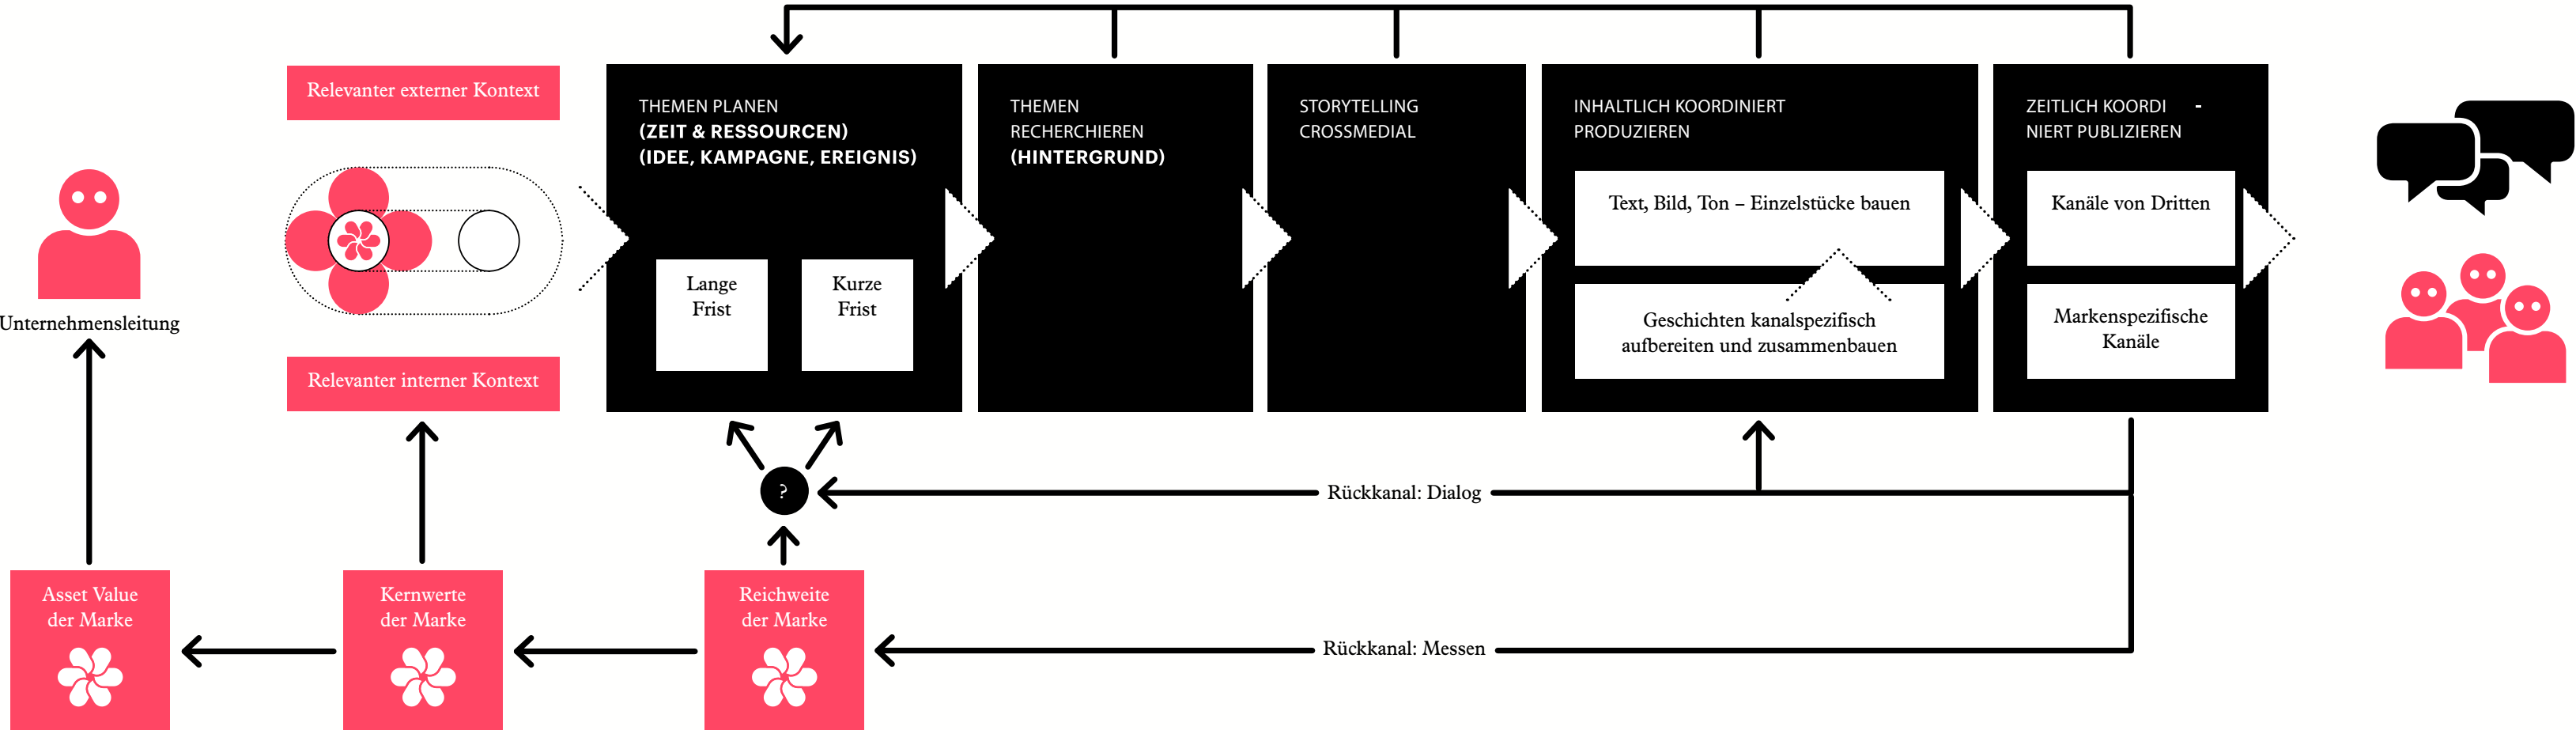 Relevanter externer Kontext
Unternehmensleitung
Relevanter interner Kontext
THEMEN PLANEN
(ZEIT & RESSOURCEN)
(IDEE, KAMPAGNE, EREIGNIS)
Lange
Frist
Kurze
Frist
THEMEN
RECHERCHIEREN
(HINTERGRUND)
STORYTELLING
CROSSMEDIAL
INHALTLICH KOORDINIERT
PRODUZIEREN
Text, Bild, Ton – Einzelstücke bauen
Geschichten kanalspezifisch
aufbereiten und zusammenbauen
ZEITLICH KOORDI -
NIERT PUBLIZIEREN
Kanäle von Dritten
Markenspezifische
Kanäle
?
Rückkanal: Dialog
Asset Value
der Marke
Kernwerte
der Marke
Reichweite
der Marke
Rückkanal: Messen